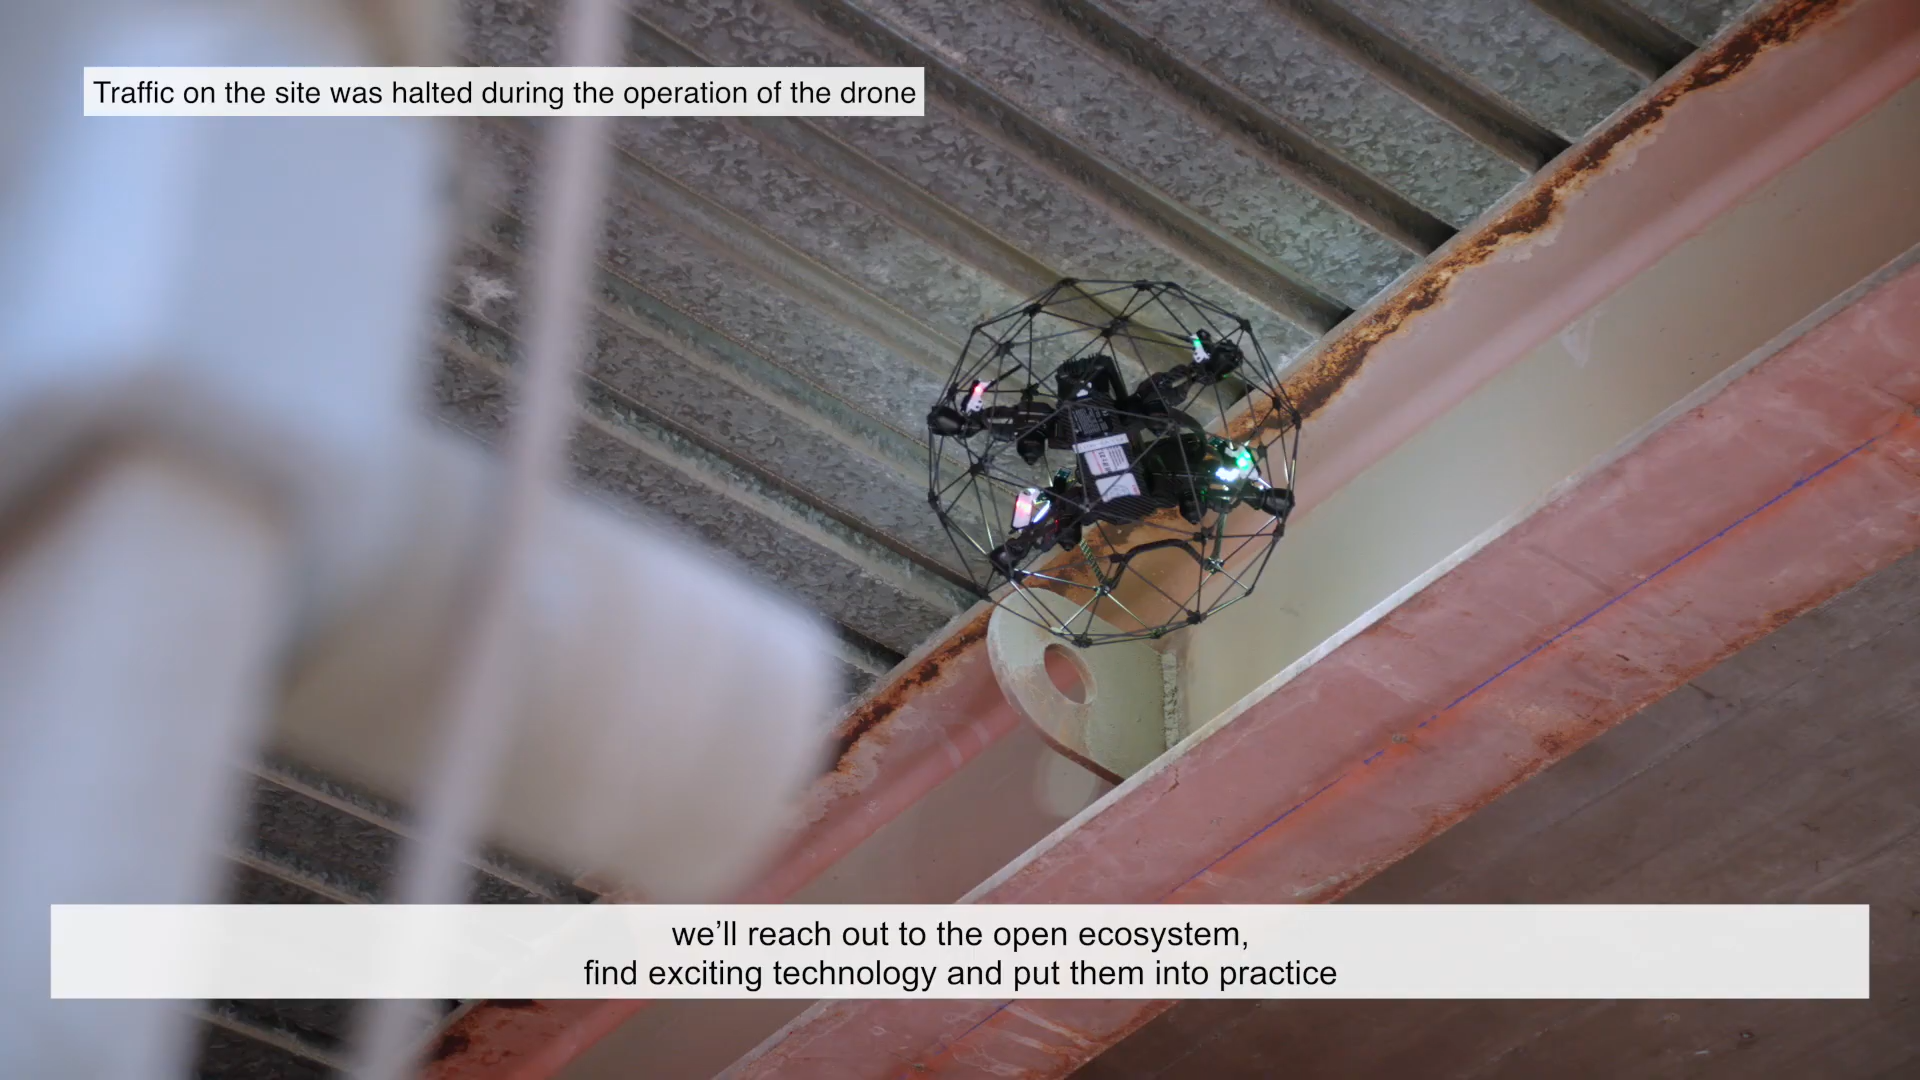 Traffic on the site was halted during the operation of the drone
we’ll reach out to the open ecosystem,
find exciting technology and put them into practice